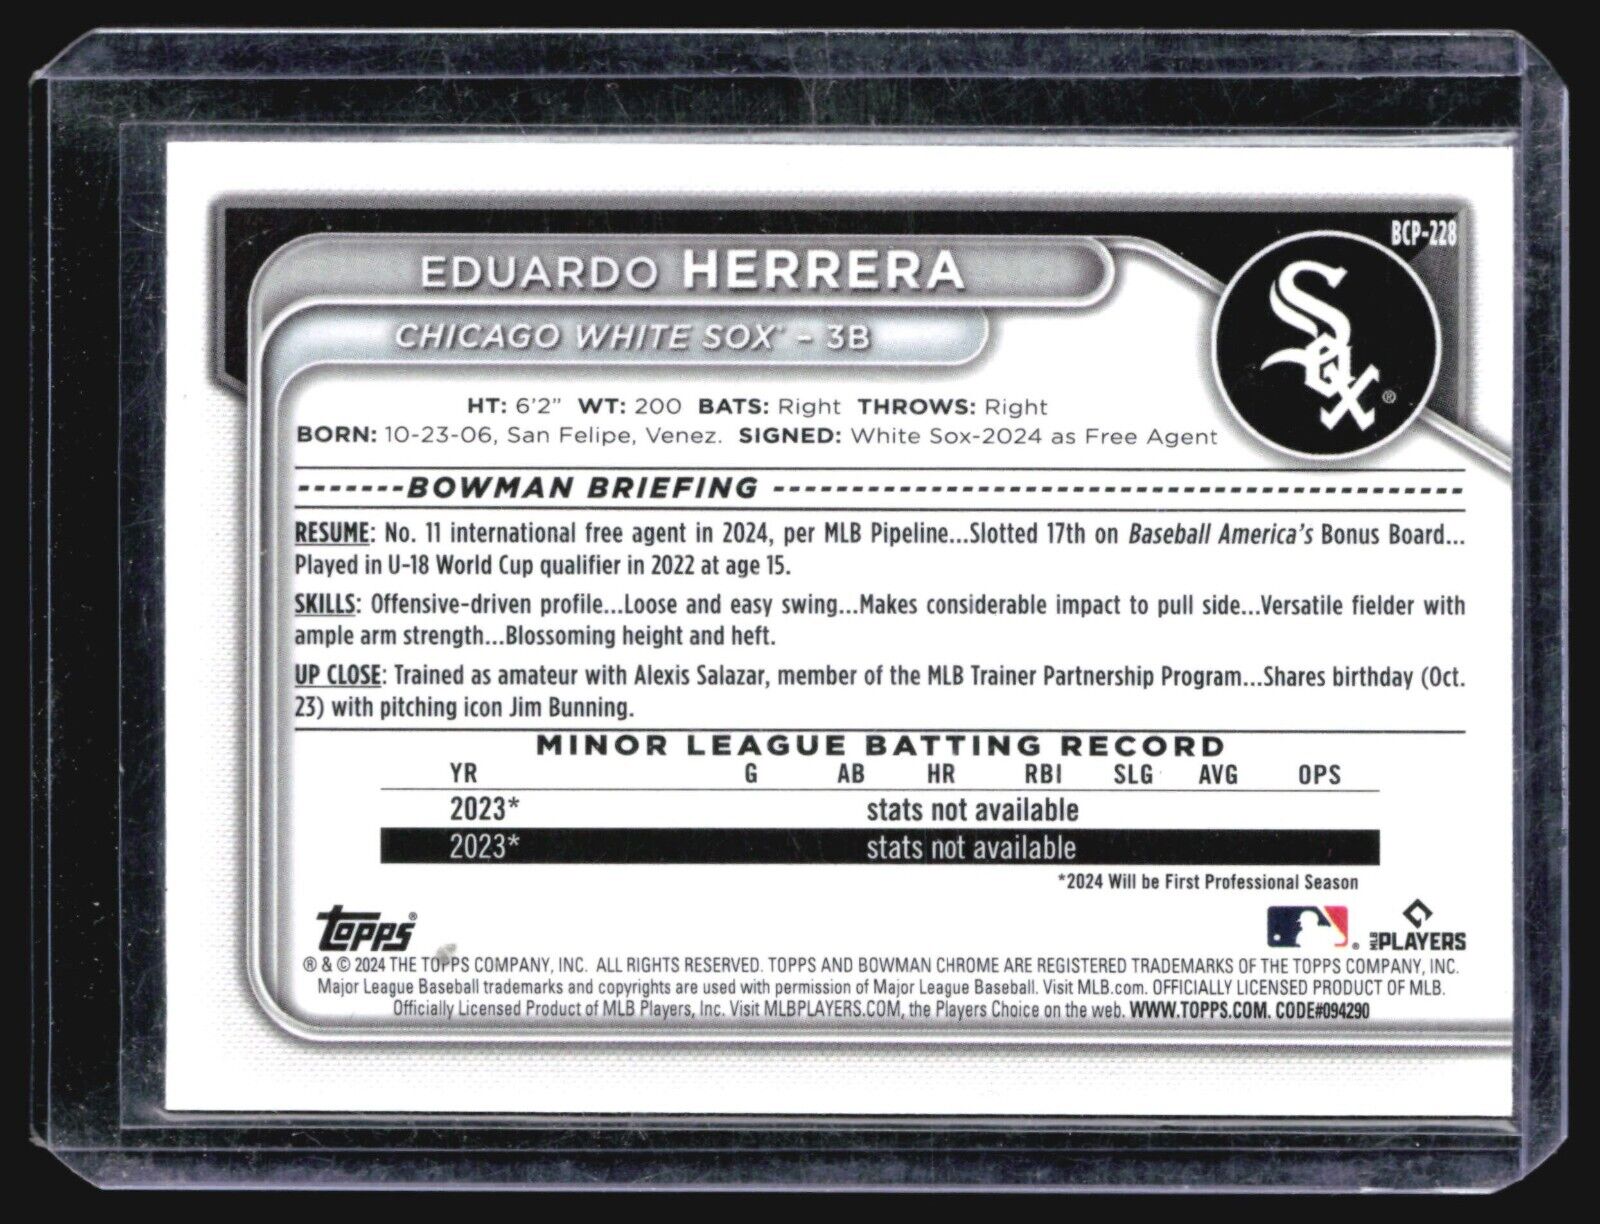 BCP-228
EDUARDO HERRERA
CHICAGO WHITE SOX - 3B
Sox ®
HT: 6'2" WT: 200 BATS: Right THROWS: Right
BORN: 10-23-06, San Felipe, Venez. SIGNED: White Sox-2024 as Free Agent
BOWMAN BRIEFING
RESUME: No. 11 international free agent in 2024, per MLB Pipeline...Slotted 17th on Baseball America's Bonus Board...
Played in U-18 World Cup qualifier in 2022 at age 15.
SKILLS: Offensive-driven profile...Loose and easy swing...Makes considerable impact to pull side...Versatile fielder with
ample arm strength...Blossoming height and heft.
UP CLOSE: Trained as amateur with Alexis Salazar, member of the MLB Trainer Partnership Program...Shares birthday (Oct.
23) with pitching icon Jim Bunning.
MINOR LEAGUE BATTING RECORD
YR G AB HR RBI SLG AVG OPS
2023* stats not available
2023* stats not available
*2024 Will be First Professional Season
Topps® ® MLB PLAYERS
® & © 2024 THE TOPPS COMPANY, INC. ALL RIGHTS RESERVED. TOPPS AND BOWMAN CHROME ARE REGISTERED TRADEMARKS OF THE TOPPS COMPANY, INC.
Major League Baseball trademarks and copyrights are used with permission of Major League Baseball. Visit MLB.com. OFFICIALLY LICENSED PRODUCT OF MLB.
Officially Licensed Product of MLB Players, Inc. Visit MLBPLAYERS.COM, the Players Choice on the web. WWW.TOPPS.COM. CODE#094290